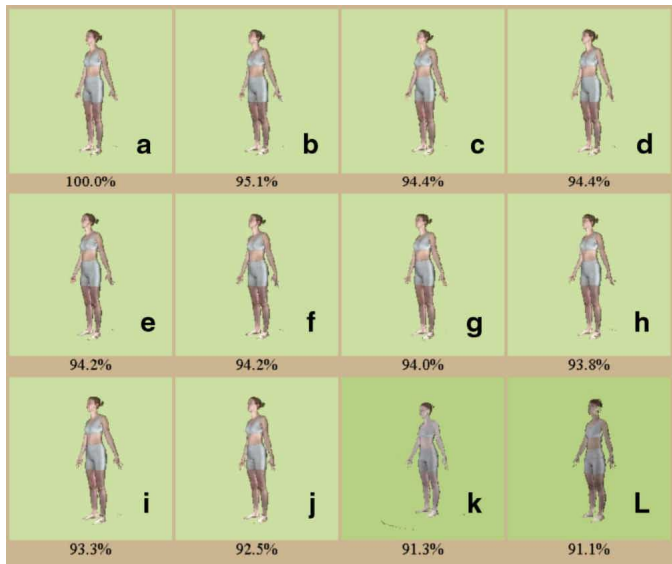 a b c d
100.0% 95.1% 94.4% 94.4%
e f g h
94.2% 94.2% 94.0% 93.8%
i j k L
93.3% 92.5% 91.3% 91.1%